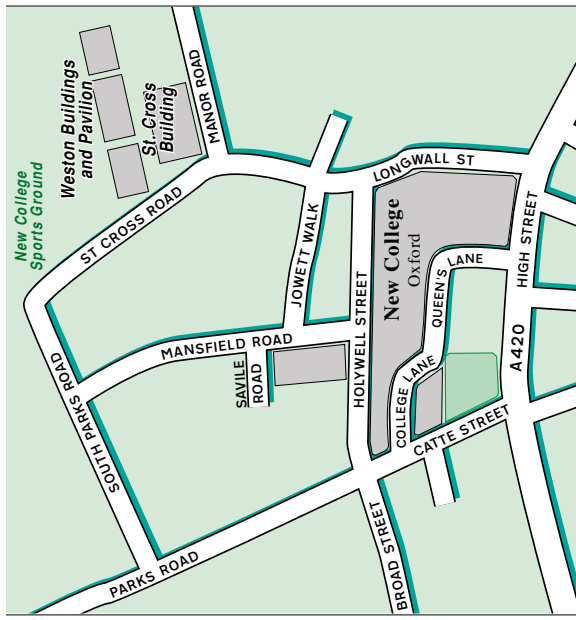 Weston Buildings
and Pavilion
St. Cross
Building
MANOR ROAD
New College
Sports Ground
ST CROSS ROAD
LONGWALL ST
JOWETT WALK
New College
Oxford
HIGH STREET
QUEEN'S LANE
MANSFIELD ROAD
HOLYWELL STREET
SAVILE
ROAD
SOUTH PARKS ROAD
COLLEGE LANE
A420
CATTE STREET
PARKS ROAD
BROAD STREET